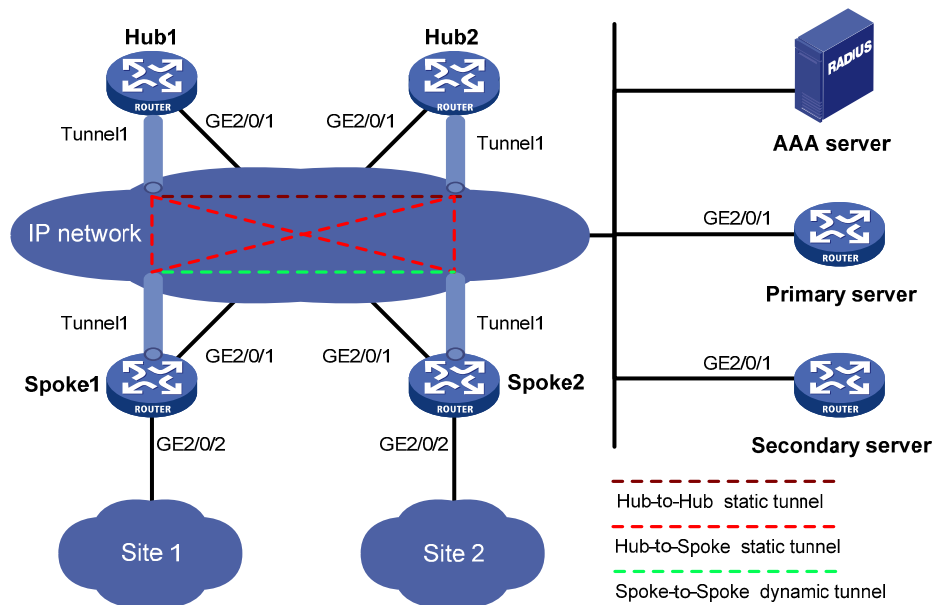 Hub1
Hub2
ROUTER
ROUTER
RADIUS
GE2/0/1
GE2/0/1
Tunnel1
Tunnel1
AAA server
IP network
GE2/0/1
Primary server
Tunnel1
Tunnel1
GE2/0/1
GE2/0/1
GE2/0/1
Spoke1
Spoke2
ROUTER
ROUTER
ROUTER
ROUTER
Secondary server
GE2/0/2
GE2/0/2
Site 1
Site 2
Hub-to-Hub static tunnel
Hub-to-Spoke static tunnel
Spoke-to-Spoke dynamic tunnel